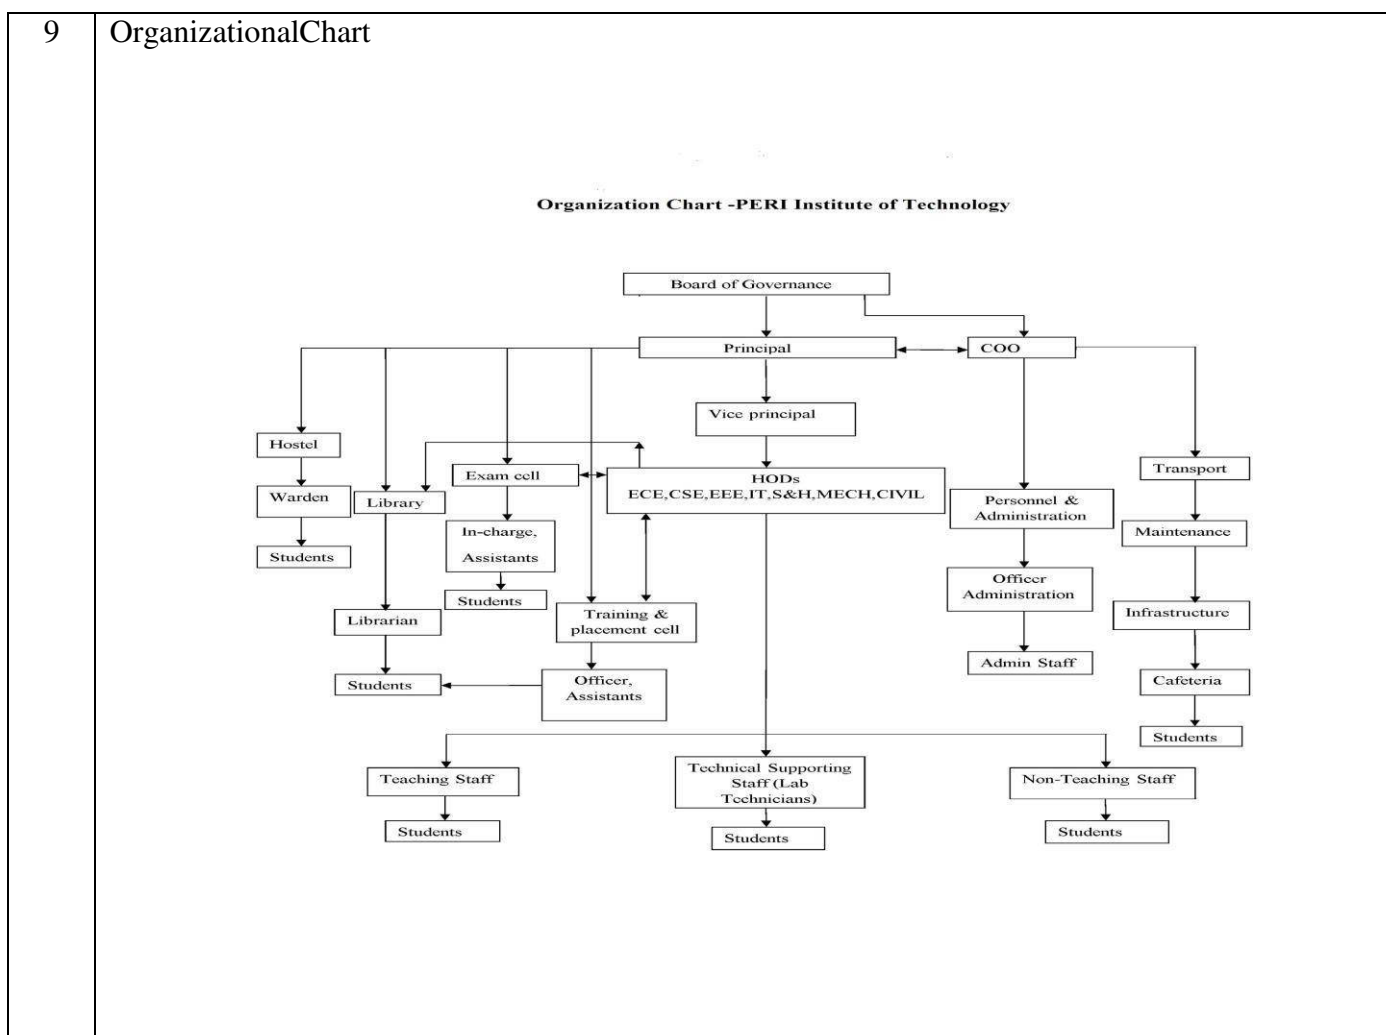 9
OrganizationalChart
Organization Chart -PERI Institute of Technology
Board of Governance
Principal
COO
Vice principal
Hostel
Exam cell
HODs
ECE,CSE,EEE,IT,S&H,MECH,CIVIL
Transport
Warden
Library
Personnel &
Administration
In-charge,
Assistants
Maintenance
Students
Officer
Administration
Students
Training &
placement cell
Librarian
Infrastructure
Admin Staff
Students
Officer,
Assistants
Cafeteria
Students
Teaching Staff
Technical Supporting
Staff (Lab
Technicians)
Non-Teaching Staff
Students
Students
Students